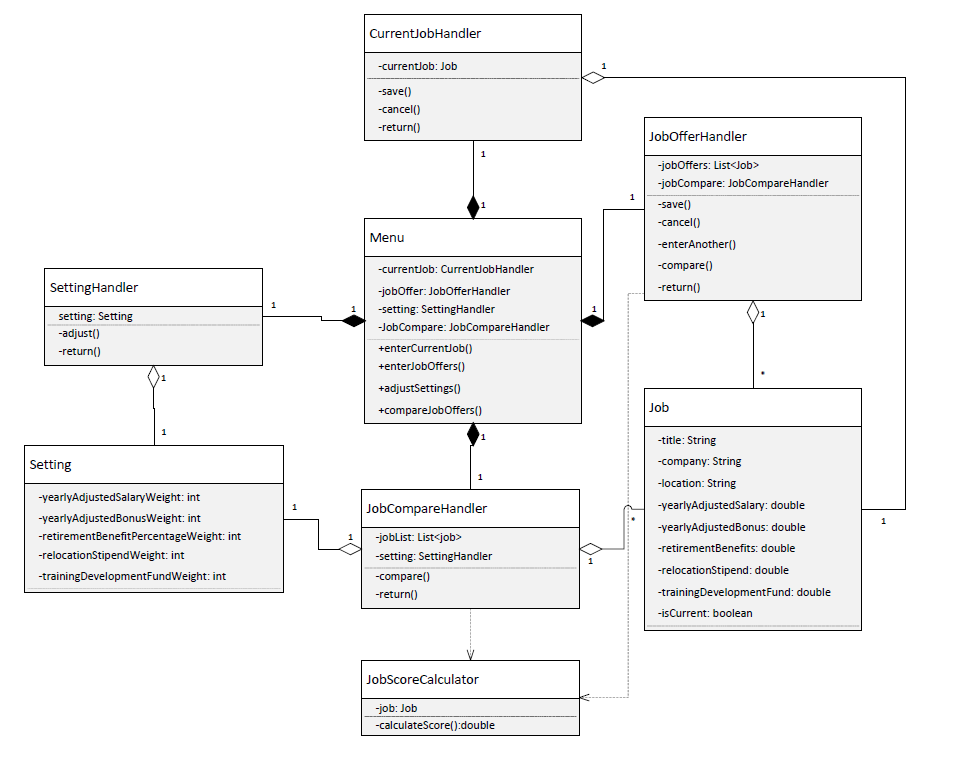 CurrentJobHandler
-currentJob: Job
-save()
-cancel()
-return()
1
1
1
JobOfferHandler
-jobOffers: List<Job>
-jobCompare: JobCompareHandler
-save()
-cancel()
-enterAnother()
-compare()
-return()
1
1
1
*
Menu
-currentJob: CurrentJobHandler
-jobOffer: JobOfferHandler
-setting: SettingHandler
-JobCompare: JobCompareHandler
+enterCurrentJob()
+enterJobOffers()
+adjustSettings()
+compareJobOffers()
1
1
SettingHandler
setting: Setting
-adjust()
-return()
1
1
1
1
Setting
-yearlyAdjustedSalaryWeight: int
-yearlyAdjustedBonusWeight: int
-retirementBenefitPercentageWeight: int
-relocationStipendWeight: int
-trainingDevelopmentFundWeight: int
1
1
JobCompareHandler
-jobList: List<job>
-setting: SettingHandler
-compare()
-return()
1
*
Job
-title: String
-company: String
-location: String
-yearlyAdjustedSalary: double
-yearlyAdjustedBonus: double
-retirementBenefits: double
-relocationStipend: double
-trainingDevelopmentFund: double
-isCurrent: boolean
1
JobScoreCalculator
-job: Job
-calculateScore():double